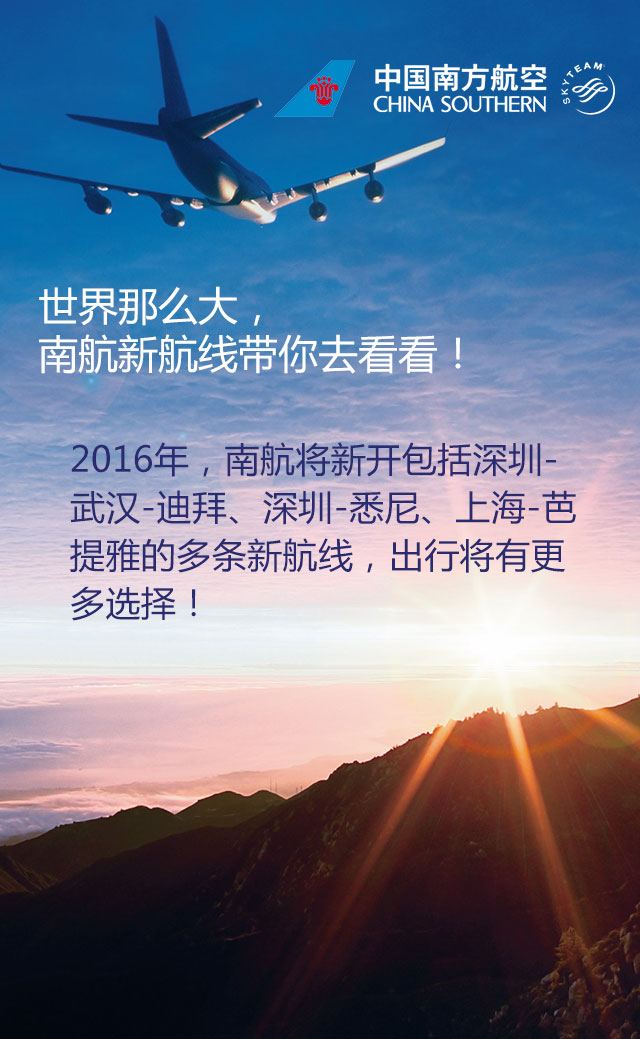 中国南方航空
CHINA SOUTHERN
SKYTEAM
世界那么大，
南航新航线带你去看看！
2016年，南航将新开包括深圳-
武汉-迪拜、深圳-悉尼、上海-芭
提雅的多条新航线，出行将有更
多选择！